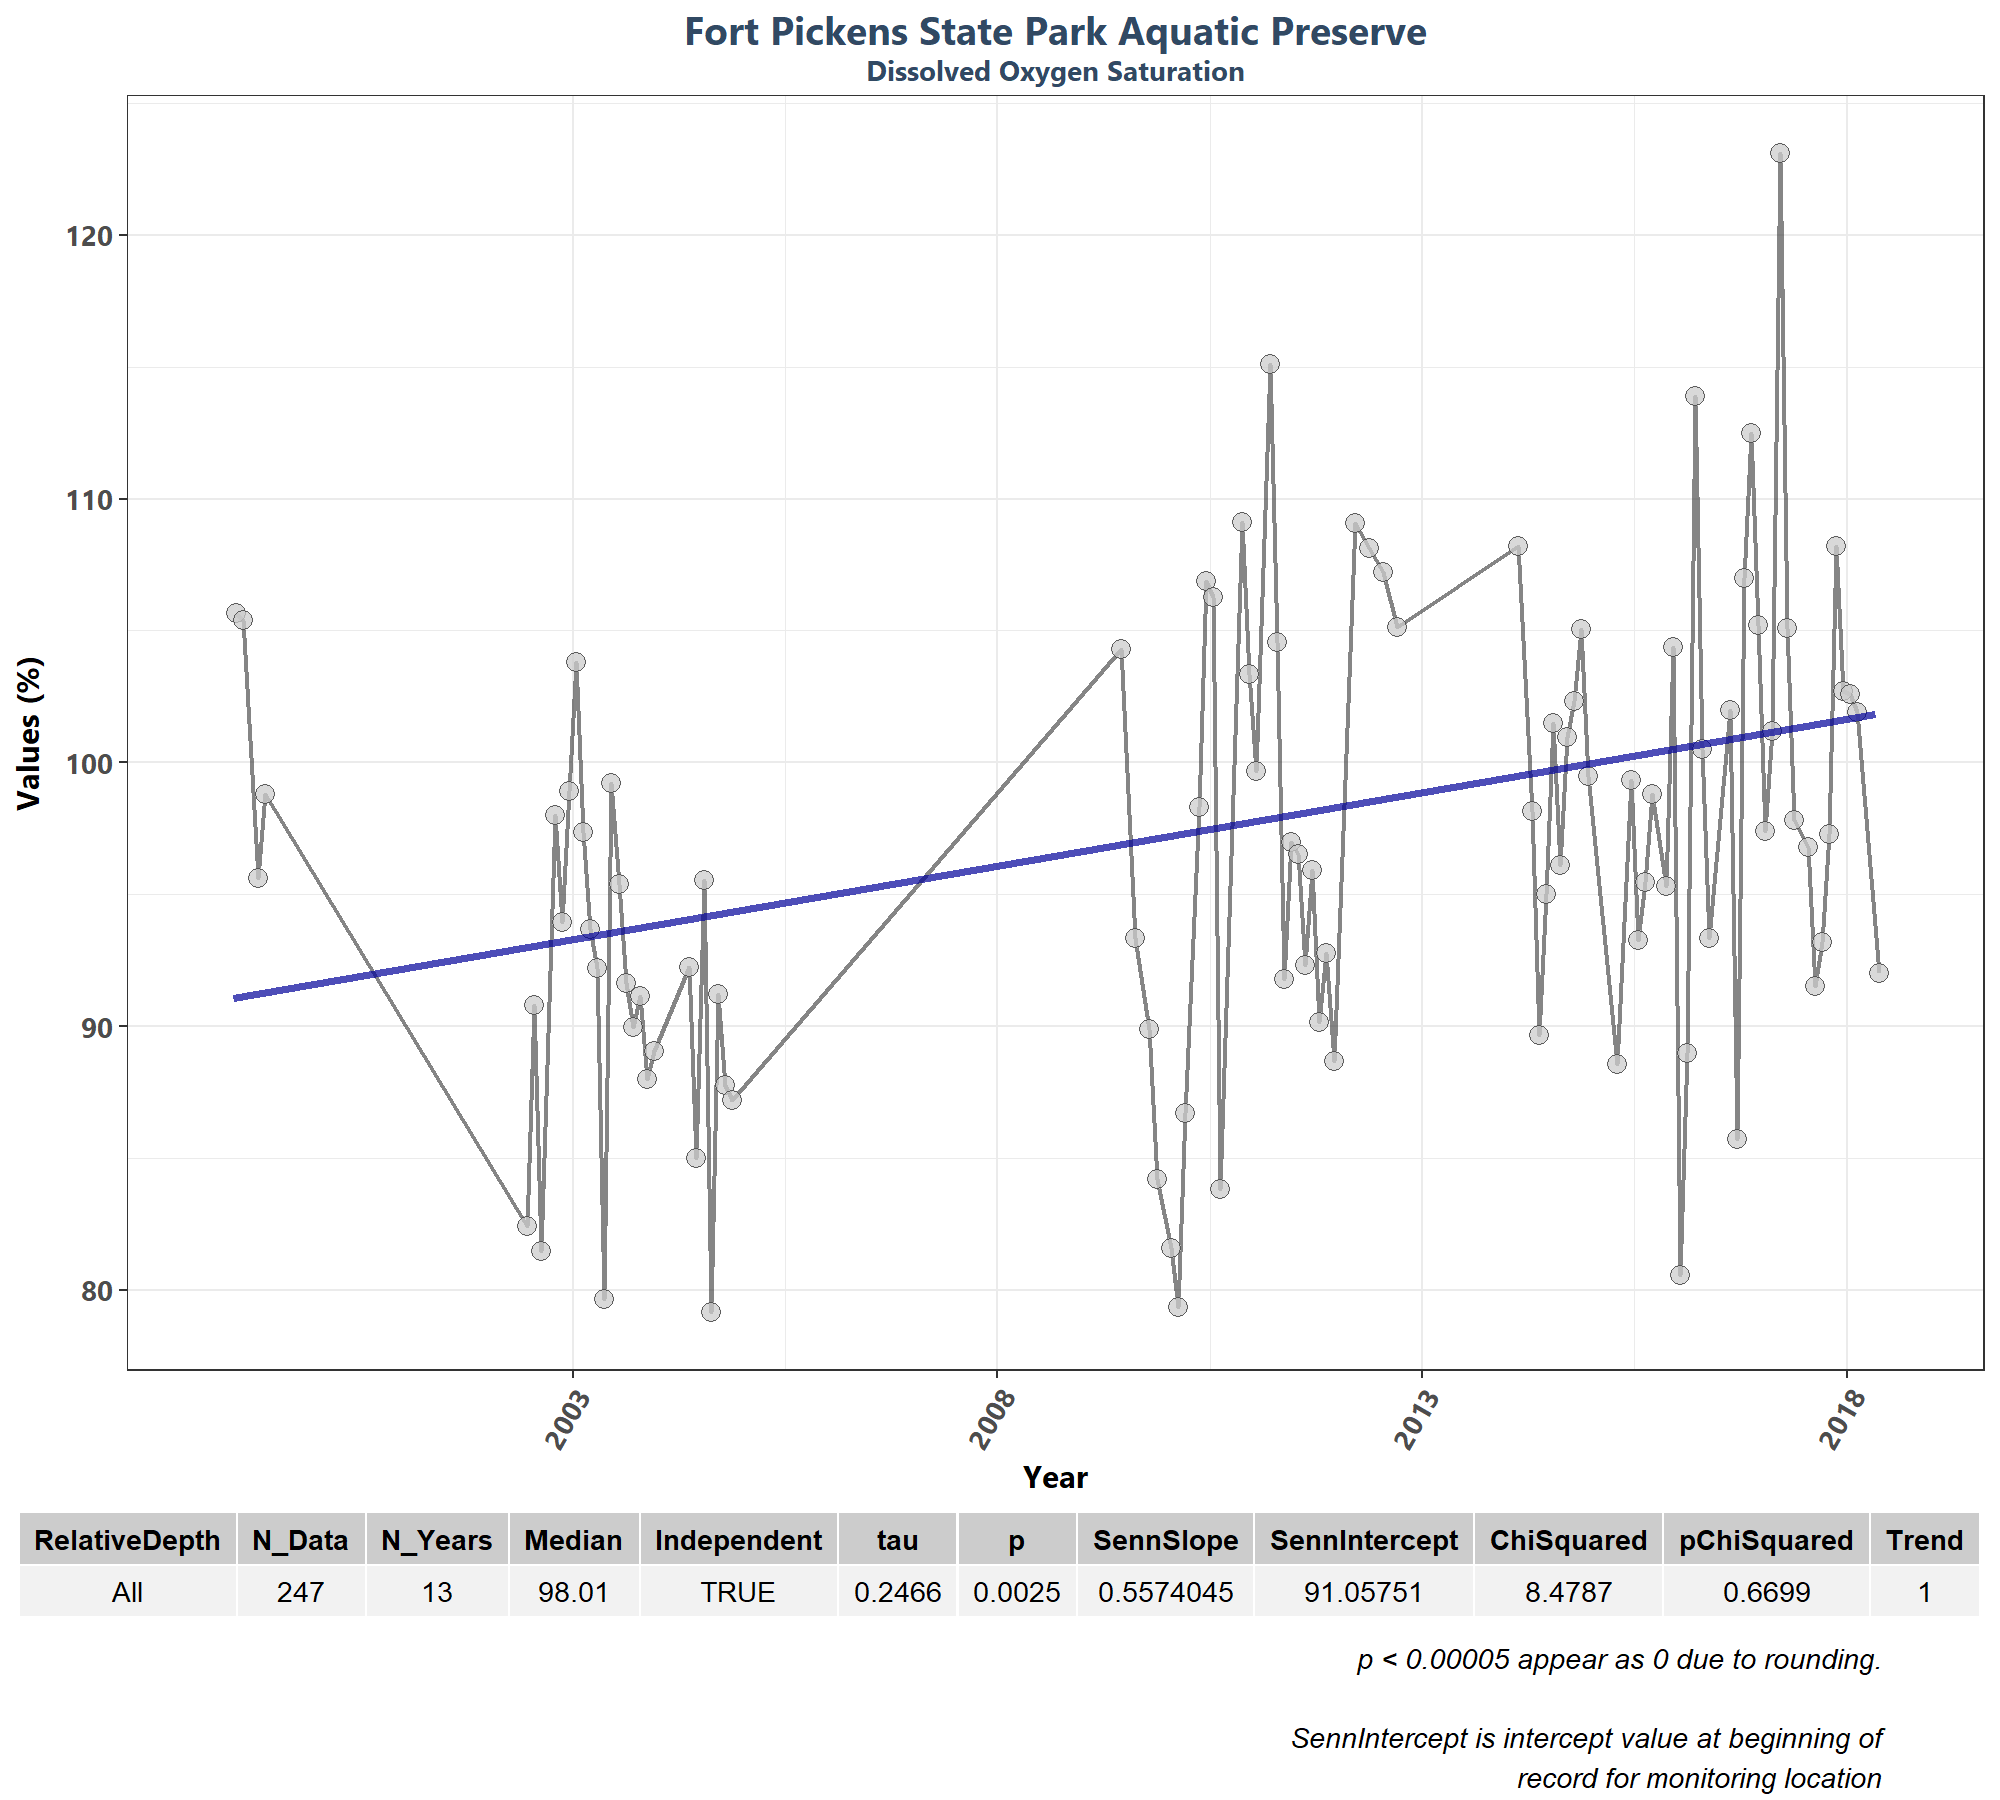 Fort Pickens State Park Aquatic Preserve
Dissolved Oxygen Saturation
Values (%)
120
110
100
90
80
2003
2008
2013
2018
Year
RelativeDepth N_Data N_Years Median Independent tau p SennSlope SennIntercept ChiSquared pChiSquared Trend
All 247 13 98.01 TRUE 0.2466 0.0025 0.5574045 91.05751 8.4787 0.6699 1
p < 0.00005 appear as 0 due to rounding.
SennIntercept is intercept value at beginning of
record for monitoring location